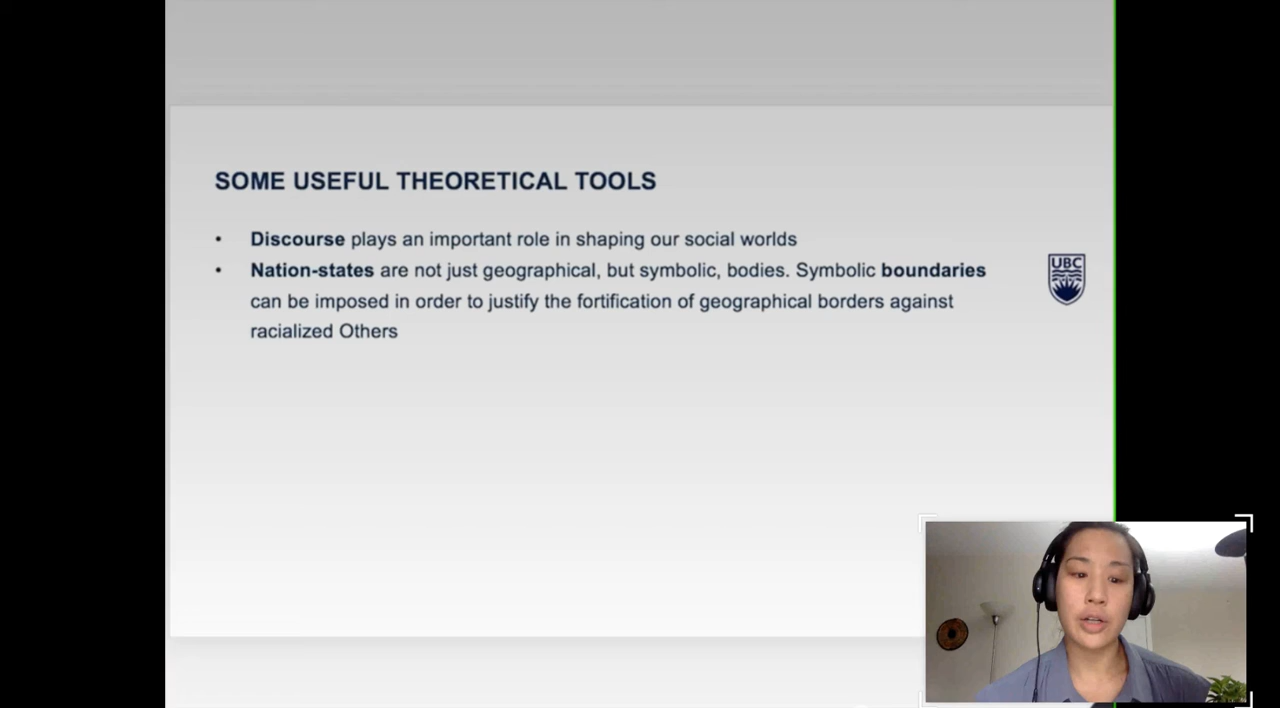 SOME USEFUL THEORETICAL TOOLS
• Discourse plays an important role in shaping our social worlds
• Nation-states are not just geographical, but symbolic, bodies. Symbolic boundaries
can be imposed in order to justify the fortification of geographical borders against
racialized Others
UBC